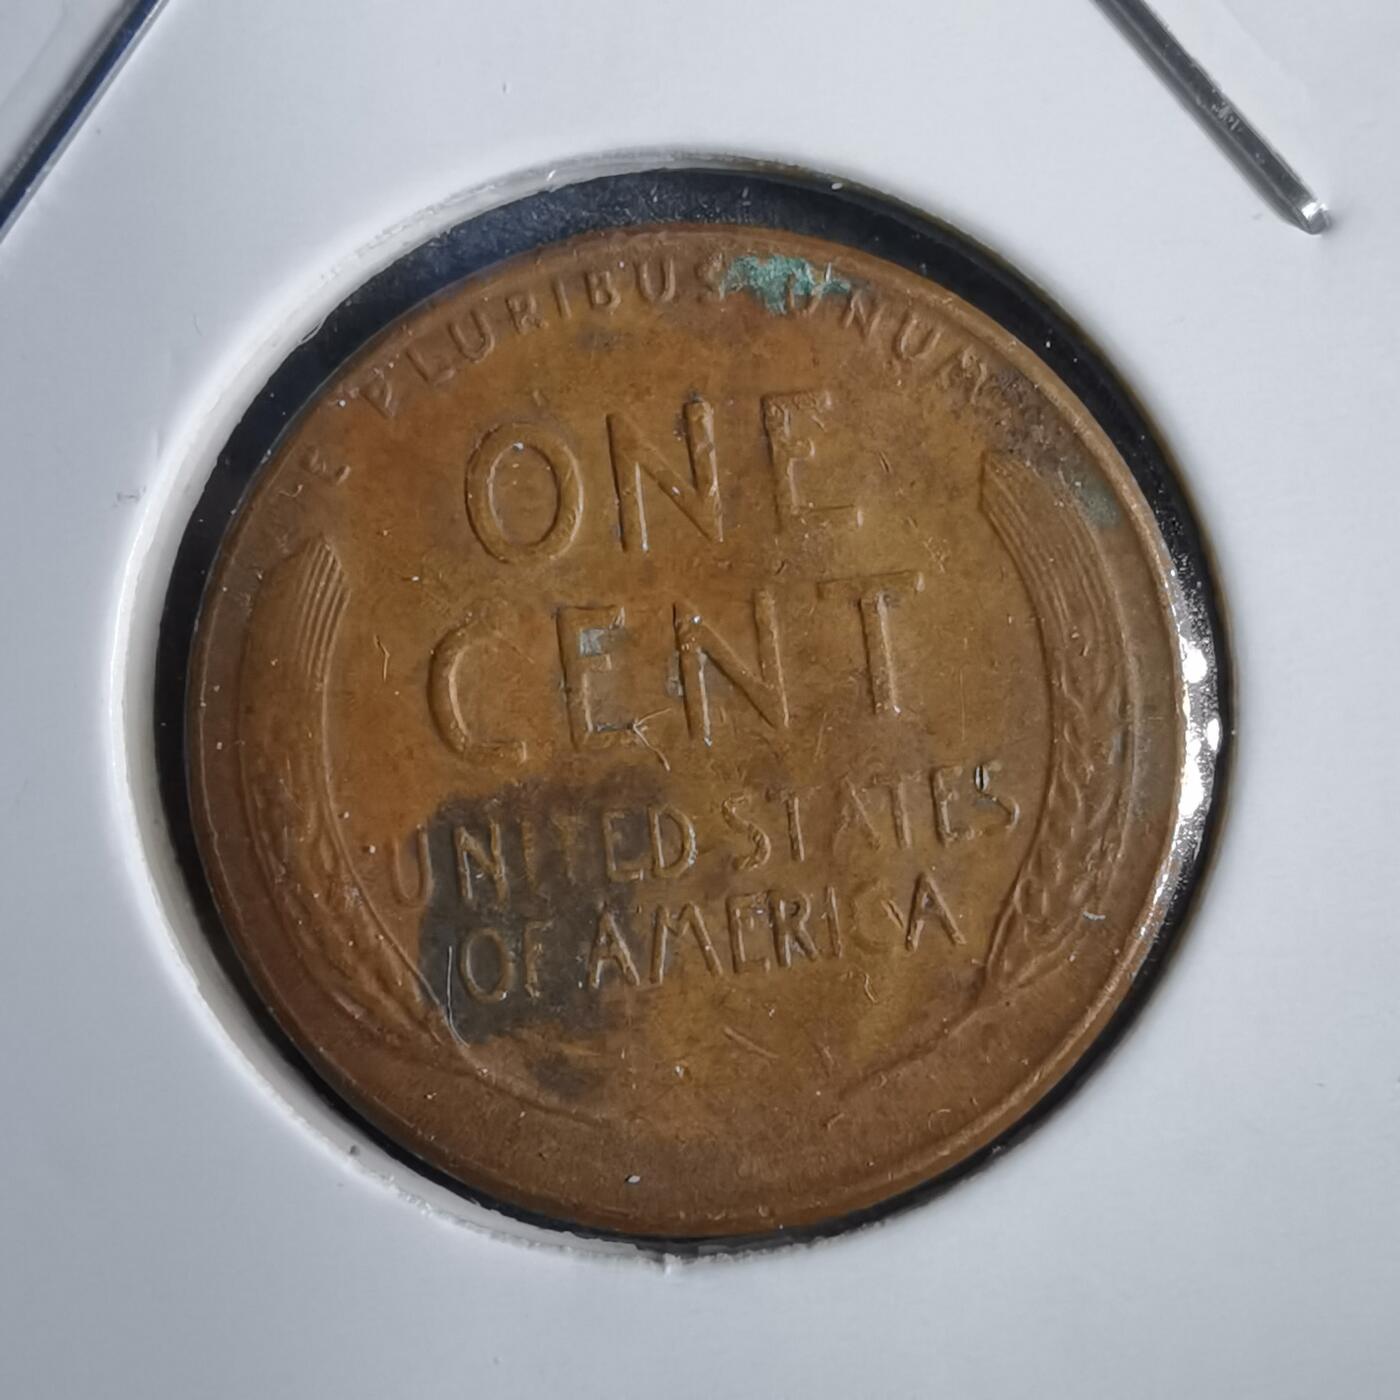 E PLURIBUS UNUM
ONE
CENT
UNITED STATES
OF AMERICA